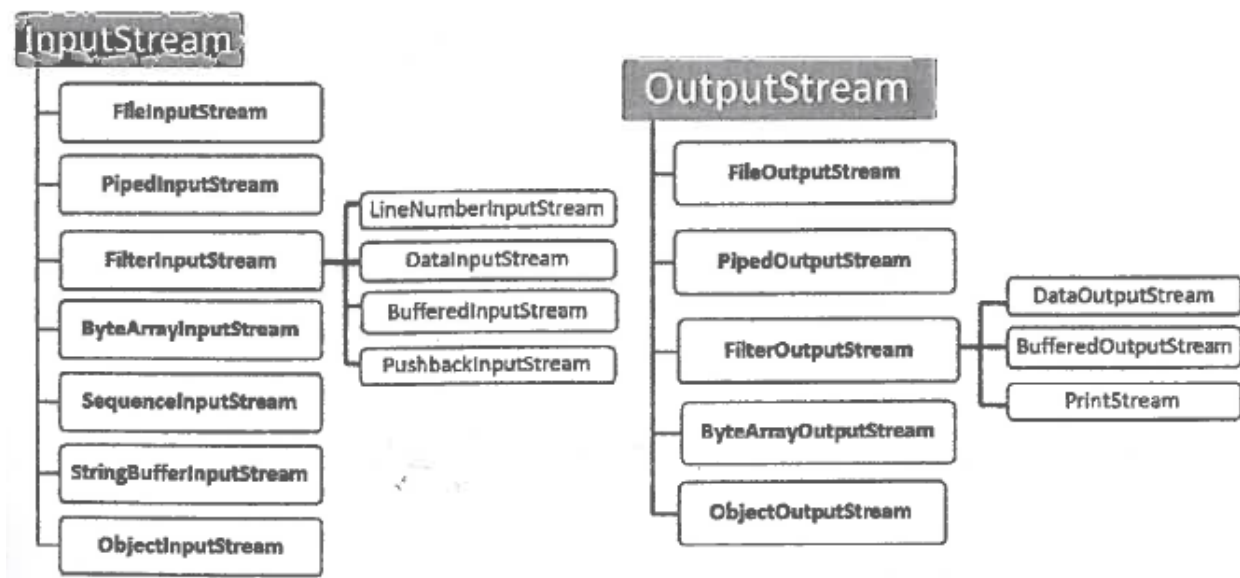 InputStream
FileInputStream
PipedInputStream
FilterInputStream
LineNumberInputStream
DataInputStream
BufferedInputStream
PushbackInputStream
ByteArrayInputStream
SequenceInputStream
StringBufferInputStream
ObjectInputStream
OutputStream
FileOutputStream
PipedOutputStream
FilterOutputStream
DataOutputStream
BufferedOutputStream
PrintStream
ByteArrayOutputStream
ObjectOutputStream